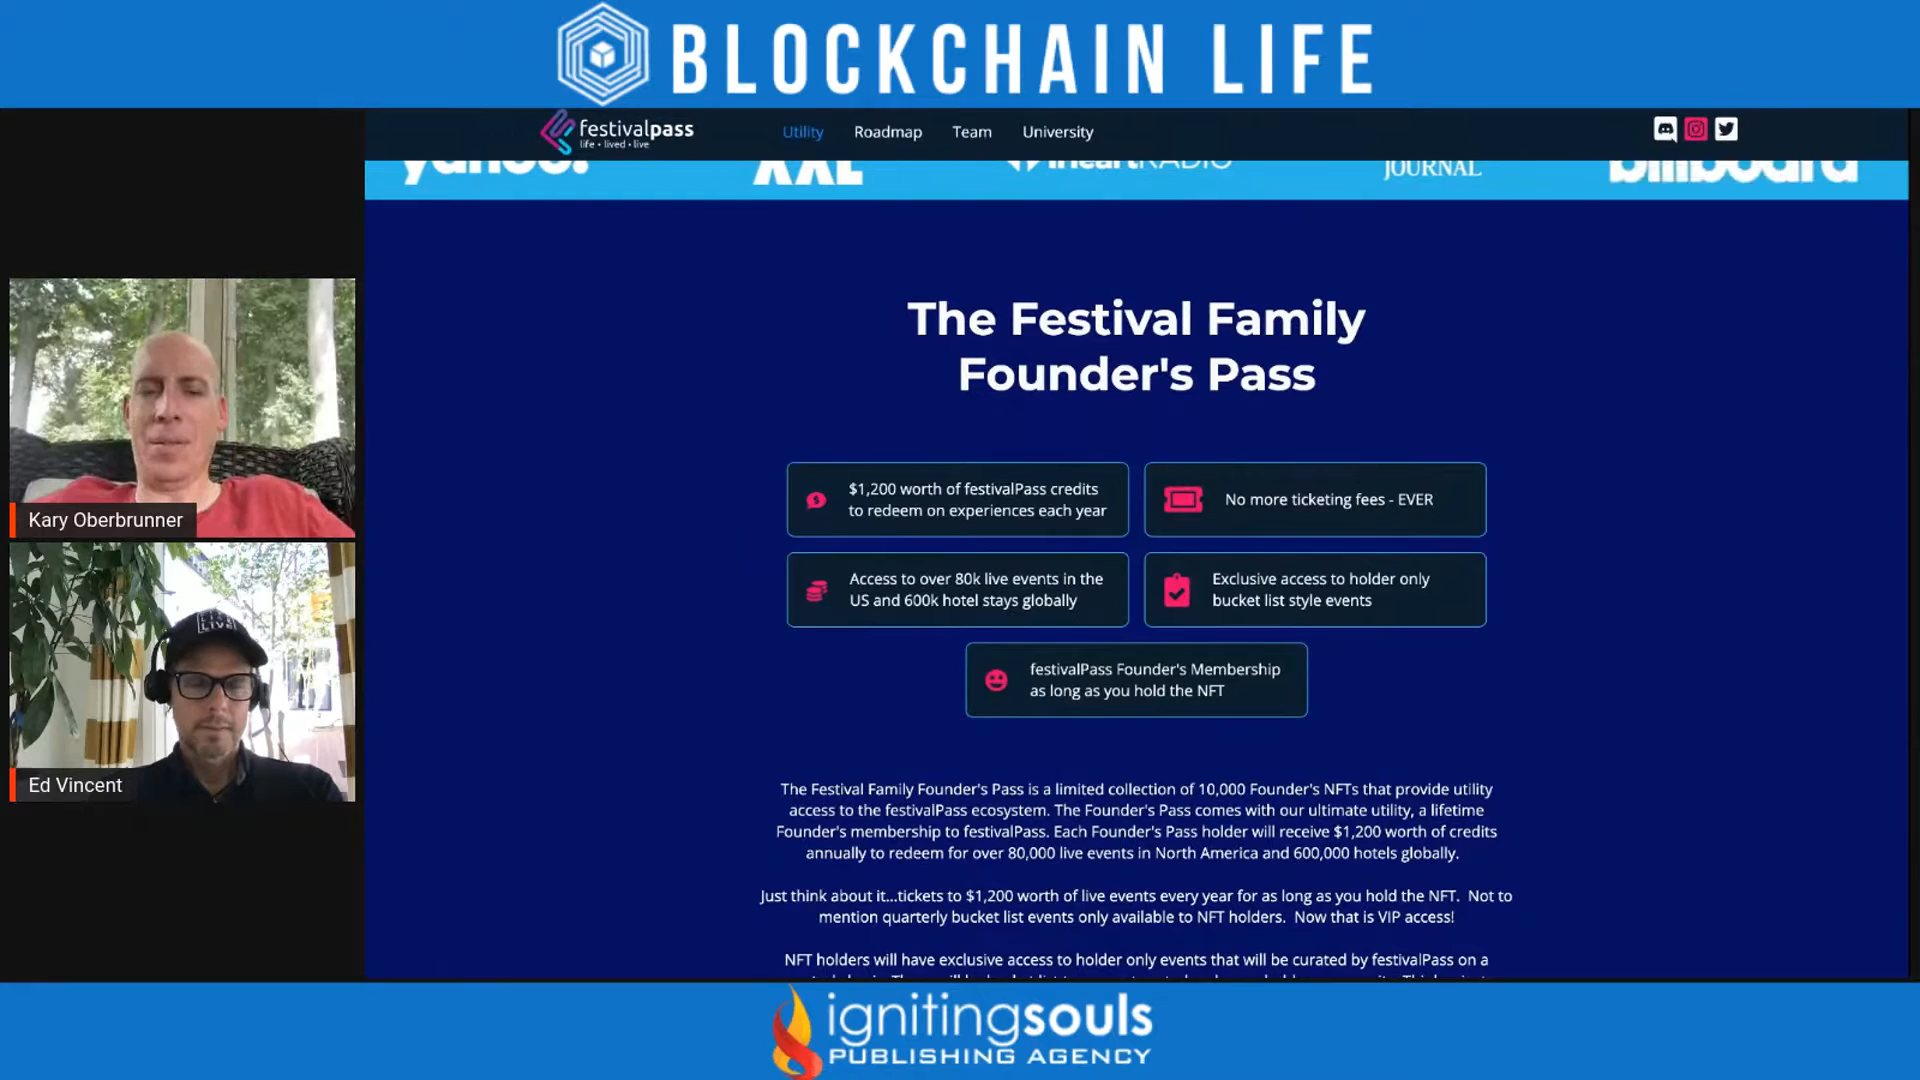 BLOCKCHAIN LIFE
festivalpass
life • lived • live
Utility
Roadmap
Team
University
yahoo!
XXL
iHeartRADIO
JOURNAL
billboard
The Festival Family
Founder's Pass
$1,200 worth of festivalPass credits
to redeem on experiences each year
No more ticketing fees - EVER
Access to over 80k live events in the
US and 600k hotel stays globally
Exclusive access to holder only
bucket list style events
festivalPass Founder's Membership
as long as you hold the NFT
The Festival Family Founder's Pass is a limited collection of 10,000 Founder's NFTs that provide utility
access to the festivalPass ecosystem. The Founder's Pass comes with our ultimate utility, a lifetime
Founder's membership to festivalPass. Each Founder's Pass holder will receive $1,200 worth of credits
annually to redeem for over 80,000 live events in North America and 600,000 hotels globally.
Just think about it...tickets to $1,200 worth of live events every year for as long as you hold the NFT. Not to
mention quarterly bucket list events only available to NFT holders. Now that is VIP access!
NFT holders will have exclusive access to holder only events that will be curated by festivalPass on a
Kary Oberbrunner
LIVE
Ed Vincent
ignitingsouls
PUBLISHING AGENCY